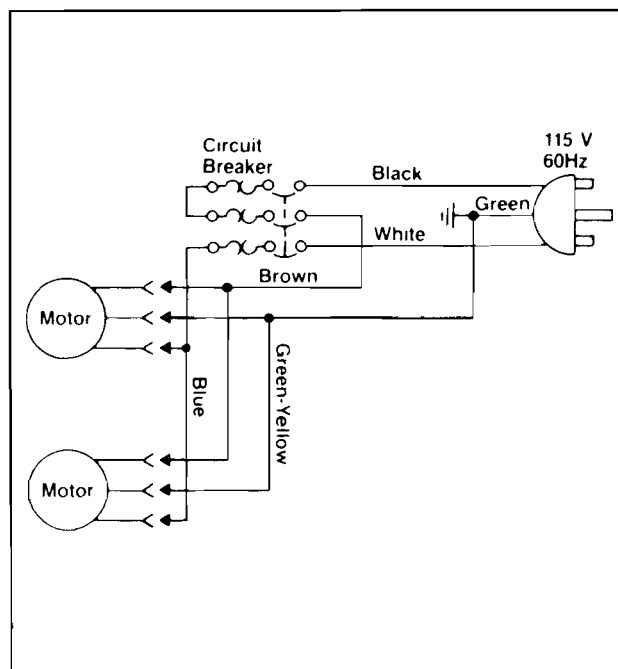 Circuit
Breaker
115 V
60Hz
Black
Green
White
Brown
Motor
Blue
Green-Yellow
Motor